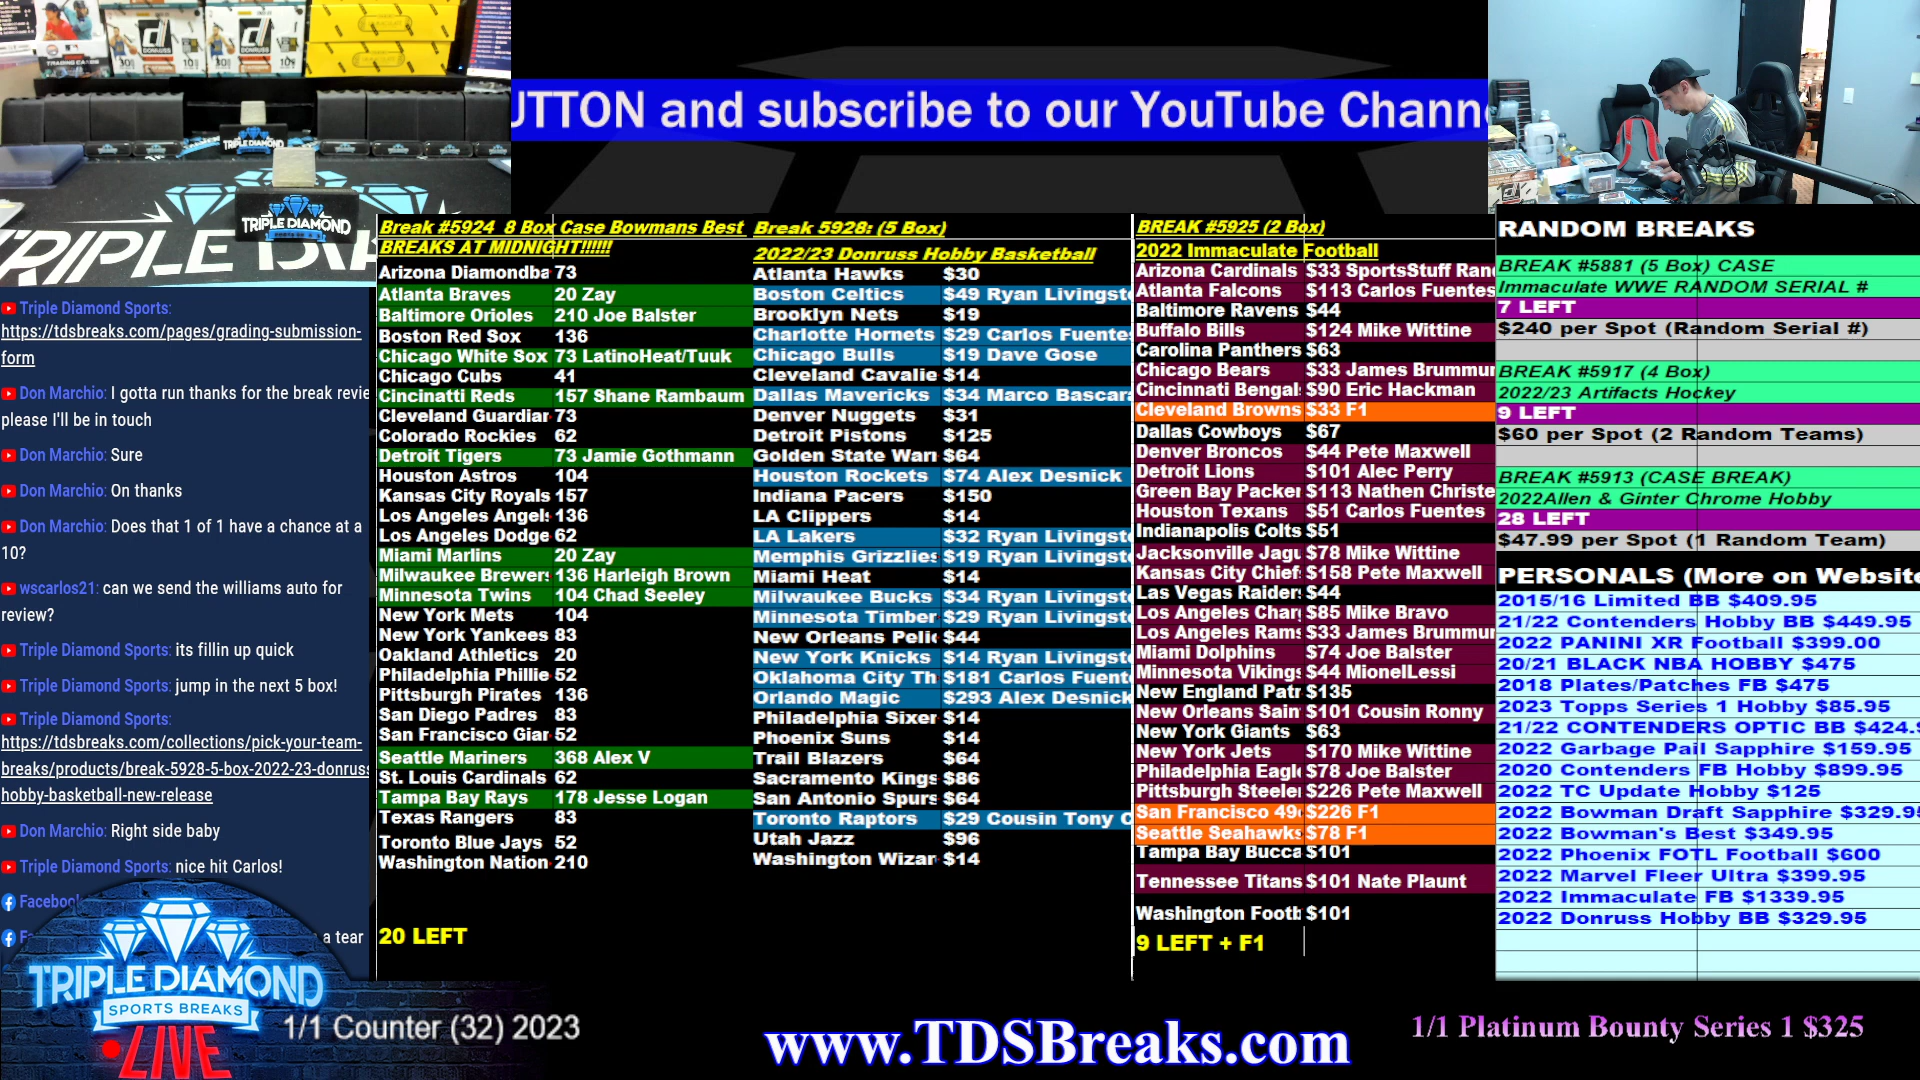 UTTON and subscribe to our YouTube Chann
DONRUSS
DONRUSS
TRIPLE DIAMOND
TRIPLE DIAMOND
Triple Diamond Sports:
https://tdsbreaks.com/pages/grading-submission-
form
Don Marchio: I gotta run thanks for the break revie
please I'll be in touch
Don Marchio: Sure
Don Marchio: On thanks
Don Marchio: Does that 1 of 1 have a chance at a
10?
wscarlos21: can we send the williams auto for
review?
Triple Diamond Sports: its fillin up quick
Triple Diamond Sports: jump in the next 5 box!
Triple Diamond Sports:
https://tdsbreaks.com/collections/pick-your-team-
breaks/products/break-5928-5-box-2022-23-donruss
hobby-basketball-new-release
Don Marchio: Right side baby
Triple Diamond Sports: nice hit Carlos!
a tear
Break #5924 8 Box Case Bowmans Best
BREAKS AT MIDNIGHT!!!!!!
Arizona Diamondba 73
Atlanta Braves 20 Zay
Baltimore Orioles 210 Joe Balster
Boston Red Sox 136
Chicago White Sox 73 LatinoHeat/Tuuk
Chicago Cubs 41
Cincinatti Reds 157 Shane Rambaum
Cleveland Guardiar 73
Colorado Rockies 62
Detroit Tigers 73 Jamie Gothmann
Houston Astros 104
Kansas City Royals 157
Los Angeles Angels 136
Los Angeles Dodge 62
Miami Marlins 20 Zay
Milwaukee Brewers 136 Harleigh Brown
Minnesota Twins 104 Chad Seeley
New York Mets 104
New York Yankees 83
Oakland Athletics 20
Philadelphia Phillie 52
Pittsburgh Pirates 136
San Diego Padres 83
San Francisco Giar 52
Seattle Mariners 368 Alex V
St. Louis Cardinals 62
Tampa Bay Rays 178 Jesse Logan
Texas Rangers 83
Toronto Blue Jays 52
Washington Nation 210
20 LEFT
Break 5928: (5 Box)
2022/23 Donruss Hobby Basketball
Atlanta Hawks $30
Boston Celtics $49 Ryan Livingst
Brooklyn Nets $19
Charlotte Hornets $29 Carlos Fuentes
Chicago Bulls $19 Dave Gose
Cleveland Cavalie $14
Dallas Mavericks $34 Marco Bascara
Denver Nuggets $31
Detroit Pistons $125
Golden State Warr $64
Houston Rockets $74 Alex Desnick
Indiana Pacers $150
LA Clippers $14
LA Lakers $32 Ryan Livingst
Memphis Grizzlies $19 Ryan Livingst
Miami Heat $14
Milwaukee Bucks $34 Ryan Livingst
Minnesota Timber $29 Ryan Livingst
New Orleans Pelic $44
New York Knicks $14 Ryan Livingst
Oklahoma City Th $181 Carlos Fuent
Orlando Magic $293 Alex Desnick
Philadelphia Sixer $14
Phoenix Suns $14
Trail Blazers $64
Sacramento Kings $86
San Antonio Spurs $64
Toronto Raptors $29 Cousin Tony C
Utah Jazz $96
Washington Wizar $14
BREAK #5925 (2 Box)
2022 Immaculate Football
Arizona Cardinals $33 SportsStuff Ran
Atlanta Falcons $113 Carlos Fuentes
Baltimore Ravens $44
Buffalo Bills $124 Mike Wittine
Carolina Panthers $63
Chicago Bears $33 James Brummur
Cincinnati Bengals $90 Eric Hackman
Cleveland Browns $33 F1
Dallas Cowboys $67
Denver Broncos $44 Pete Maxwell
Detroit Lions $101 Alec Perry
Green Bay Packer $113 Nathen Christe
Houston Texans $51 Carlos Fuentes
Indianapolis Colts $51
Jacksonville Jagu $78 Mike Wittine
Kansas City Chiefs $158 Pete Maxwell
Las Vegas Raiders $44
Los Angeles Charg $85 Mike Bravo
Los Angeles Rams $33 James Brummur
Miami Dolphins $74 Joe Balster
Minnesota Vikings $44 MionelLessi
New England Patr $135
New Orleans Sain $101 Cousin Ronny
New York Giants $63
New York Jets $170 Mike Wittine
Philadelphia Eagle $78 Joe Balster
Pittsburgh Steeler $226 Pete Maxwell
San Francisco 49e $226 F1
Seattle Seahawks $78 F1
Tampa Bay Bucca $101
Tennessee Titans $101 Nate Plaunt
Washington Footb $101
9 LEFT + F1
RANDOM BREAKS
BREAK #5881 (5 Box) CASE
Immaculate WWE RANDOM SERIAL #
7 LEFT
$240 per Spot (Random Serial #)
BREAK #5917 (4 Box)
2022/23 Artifacts Hockey
9 LEFT
$60 per Spot (2 Random Teams)
BREAK #5913 (CASE BREAK)
2022Allen & Ginter Chrome Hobby
28 LEFT
$47.99 per Spot (1 Random Team)
PERSONALS (More on Website
2015/16 Limited BB $409.95
21/22 Contenders Hobby BB $449.95
2022 PANINI XR Football $399.00
20/21 BLACK NBA HOBBY $475
2018 Plates/Patches FB $475
2023 Topps Series 1 Hobby $85.95
21/22 CONTENDERS OPTIC BB $424.
2022 Garbage Pail Sapphire $159.95
2020 Contenders FB Hobby $899.95
2022 TC Update Hobby $125
2022 Bowman Draft Sapphire $329.9
2022 Bowman's Best $349.95
2022 Phoenix FOTL Football $600
2022 Marvel Fleer Ultra $399.95
2022 Immaculate FB $1339.95
2022 Donruss Hobby BB $329.95
TRIPLE DIAMOND
SPORTS BREAKS
LIVE
1/1 Counter (32) 2023
www.TDSBreaks.com
1/1 Platinum Bounty Series 1 $325